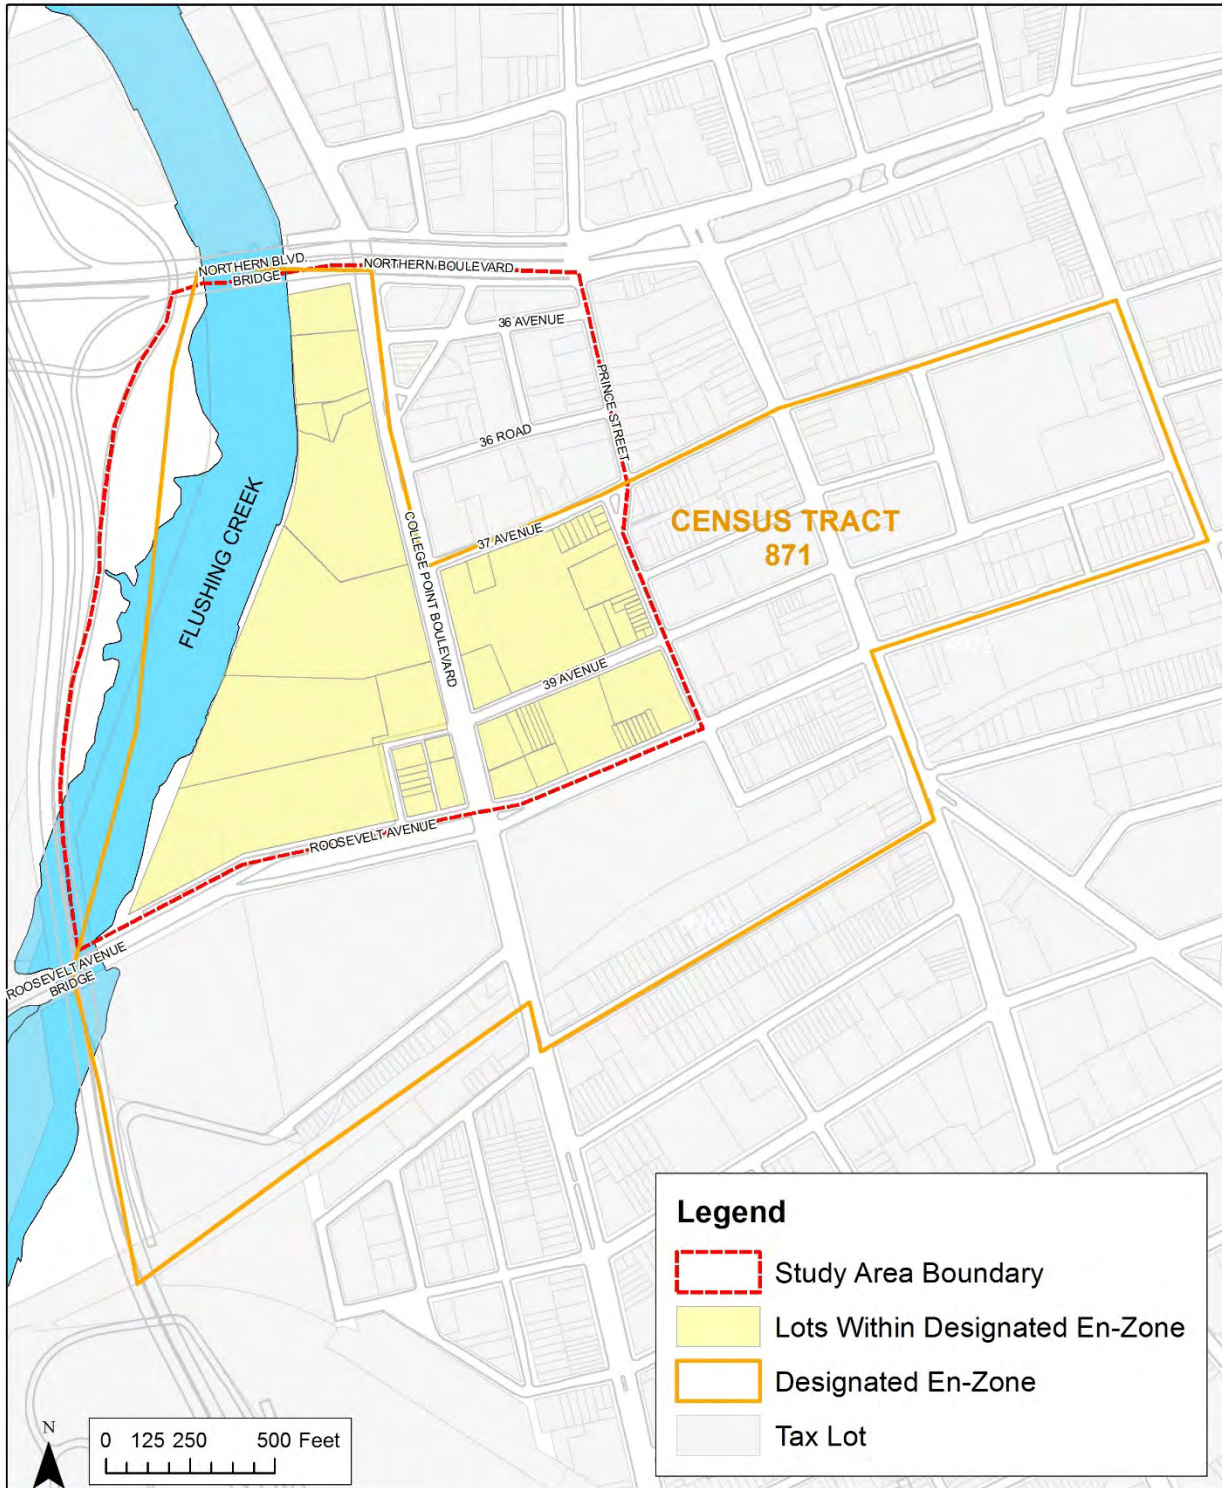 NORTHERN BLVD.
BRIDGE
NORTHERN BOULEVARD
36 AVENUE
PRINCE STREET
36 ROAD
FLUSHING CREEK
COLLEGE POINT BOULEVARD
37 AVENUE
CENSUS TRACT
871
39 AVENUE
ROOSEVELT AVENUE
ROOSEVELT AVENUE
BRIDGE
Legend
Study Area Boundary
Lots Within Designated En-Zone
Designated En-Zone
Tax Lot
N
0 125 250 500 Feet